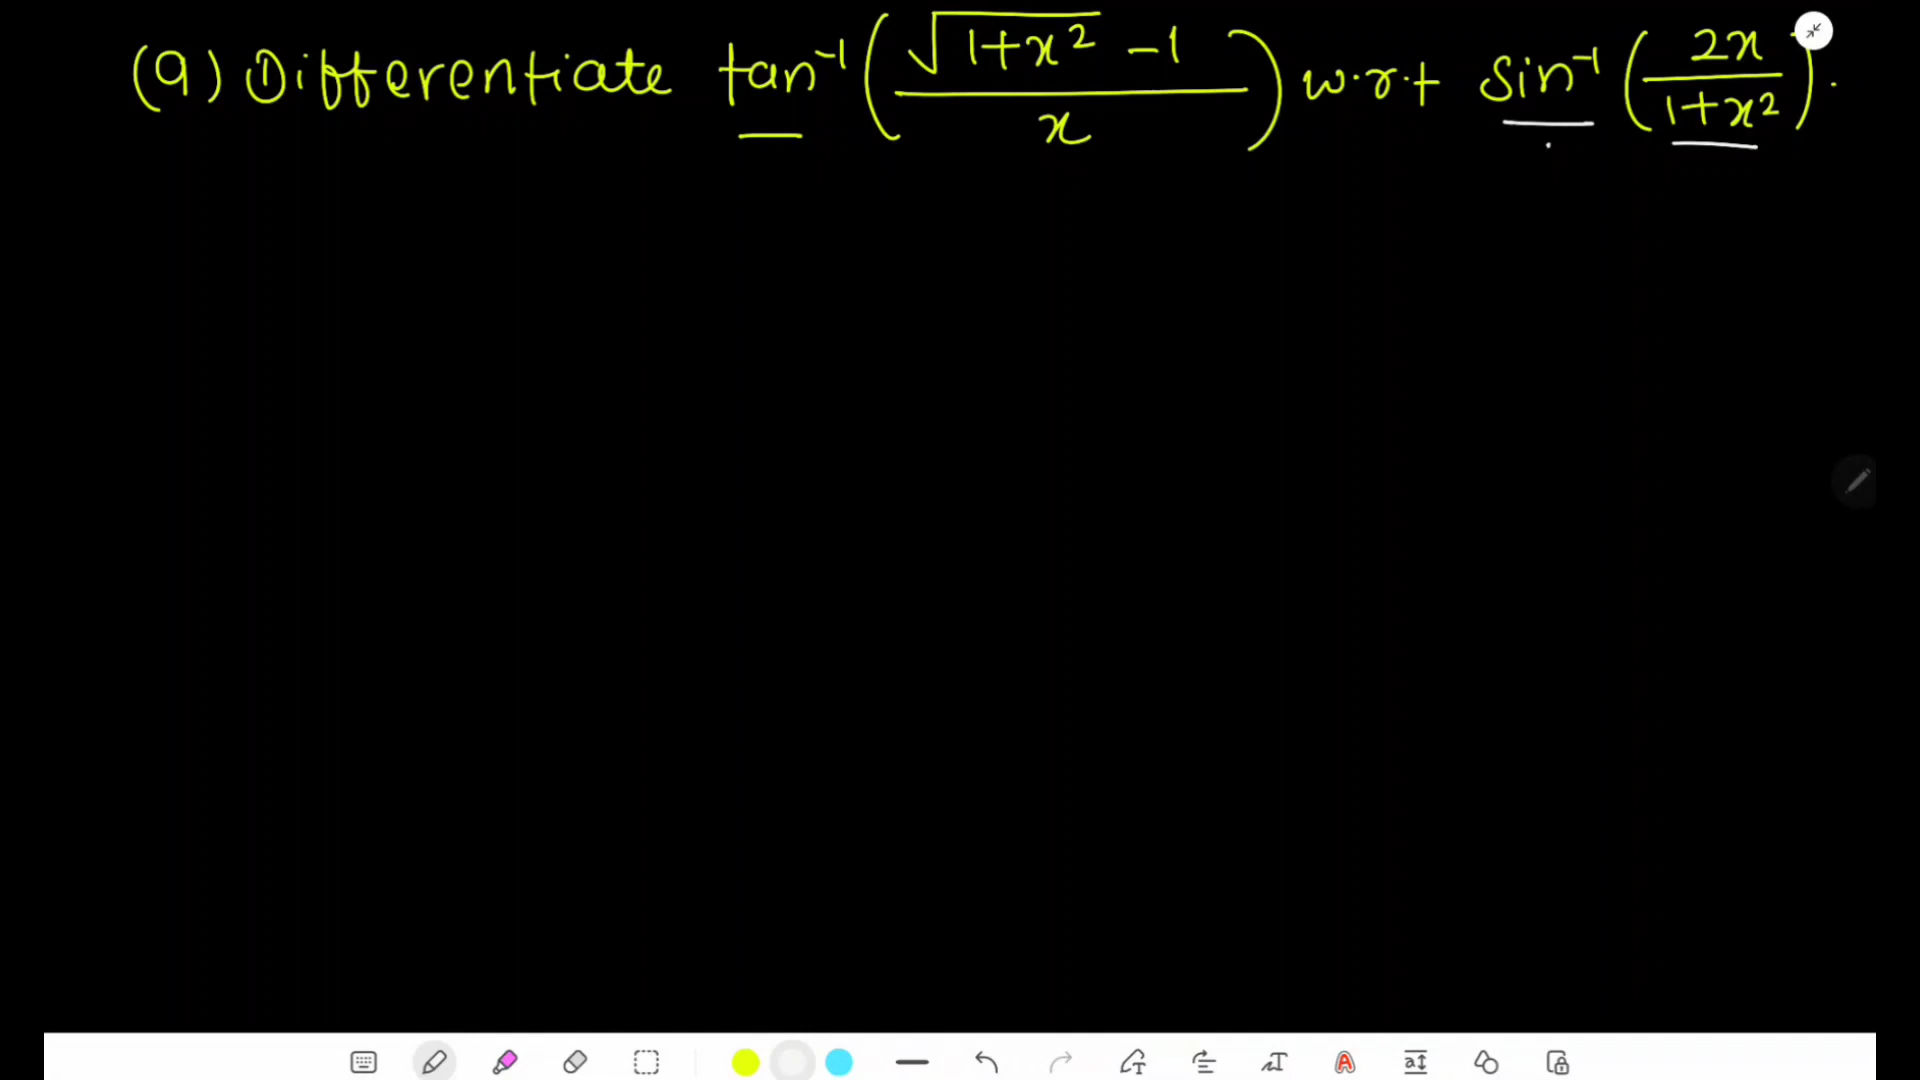 (9) Differentiate tan⁻¹ ( (√(1+x²) − 1) / x ) w.r.t sin⁻¹ ( 2x / (1+x²) ) .